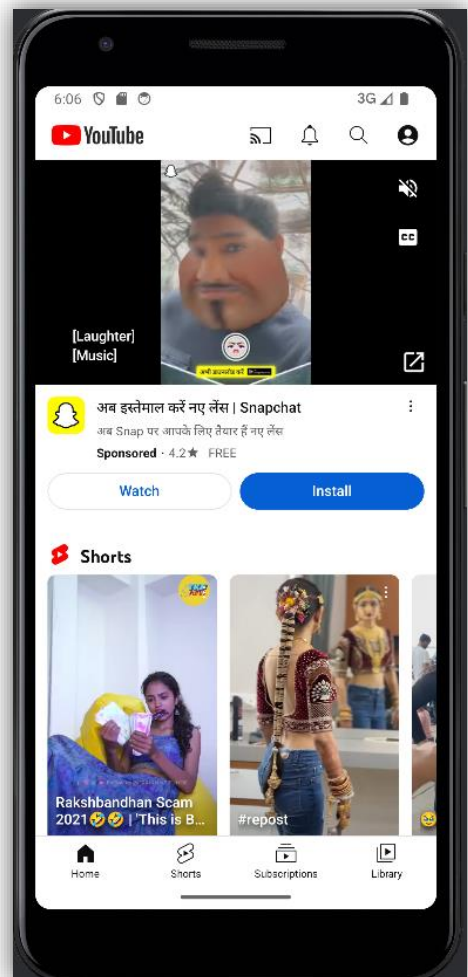 6:06
3G
YouTube
CC
[Laughter]
[Music]
अब इस्तेमाल करें नए लेंस | Snapchat
अब Snap पर आपके लिए तैयार हैं नए लेंस
Sponsored · 4.2★ FREE
Watch
Install
Shorts
Rakshbandhan Scam
2021🤣🤣 | 'This is B...
#repost
Home
Shorts
Subscriptions
Library